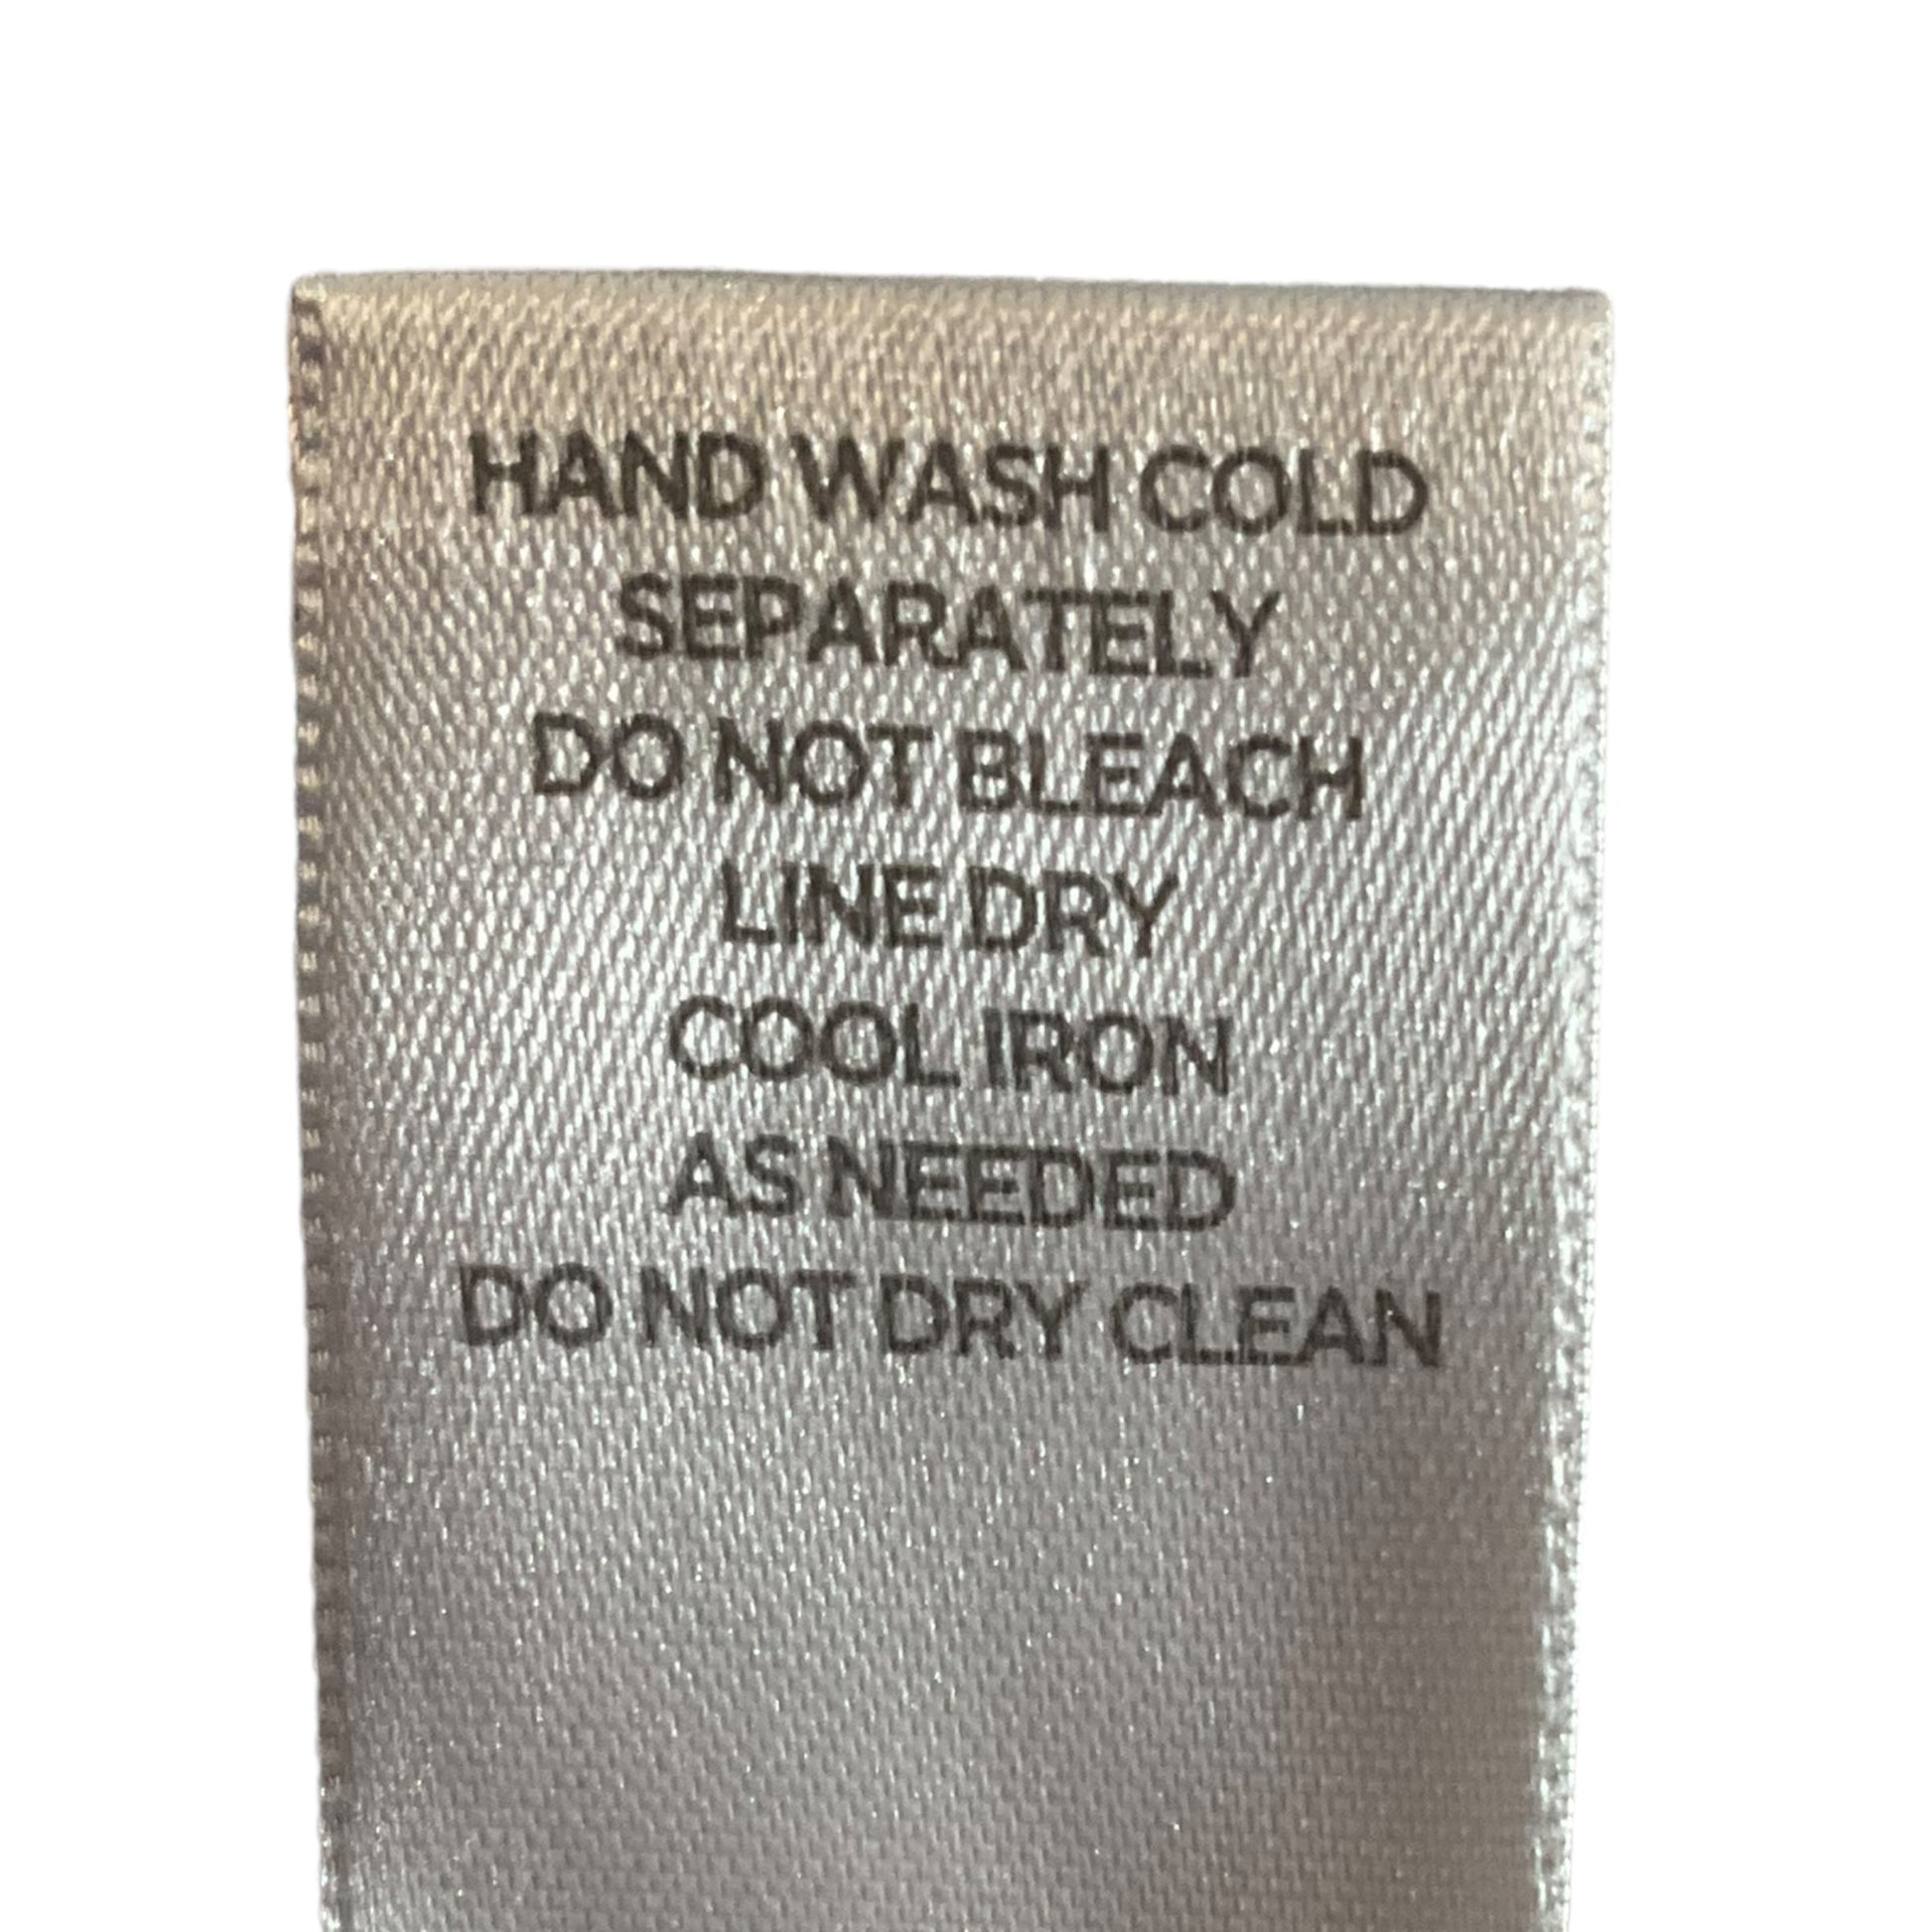 HAND WASH COLD
SEPARATELY
DO NOT BLEACH
LINE DRY
COOL IRON
AS NEEDED
DO NOT DRY CLEAN